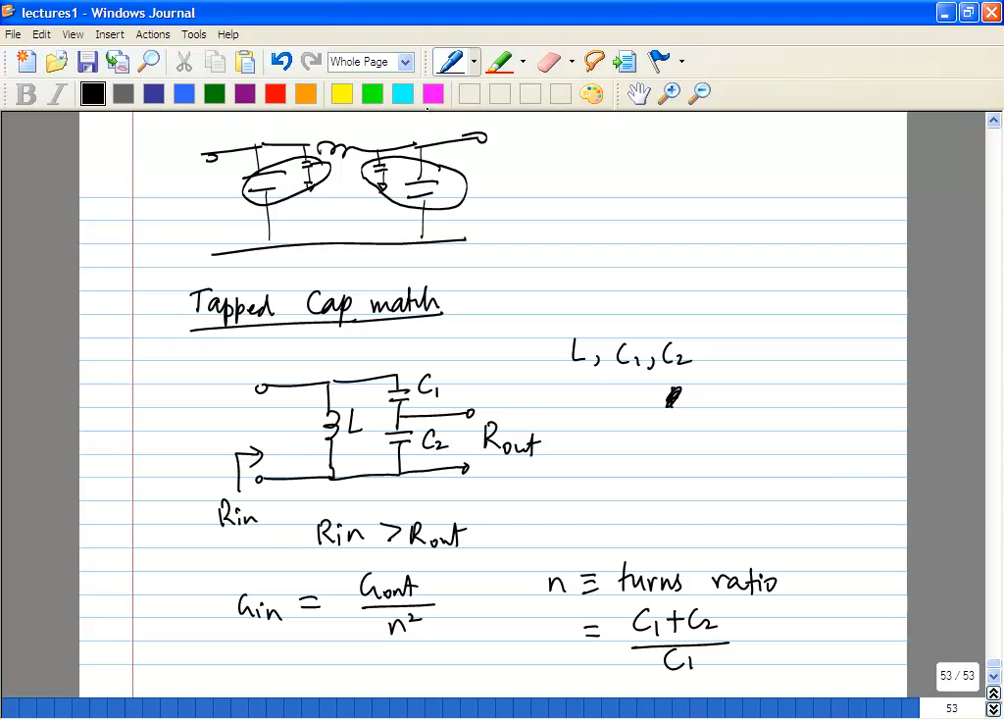 lectures1 - Windows Journal
File Edit View Insert Actions Tools Help
Whole Page
B I
Tapped Cap match
L, C1, C2
C1
L
C2
Rout
Rin
Rin > Rout
Gin = Gout / n²
n ≡ turns ratio
= C1+C2 / C1
53 / 53
53